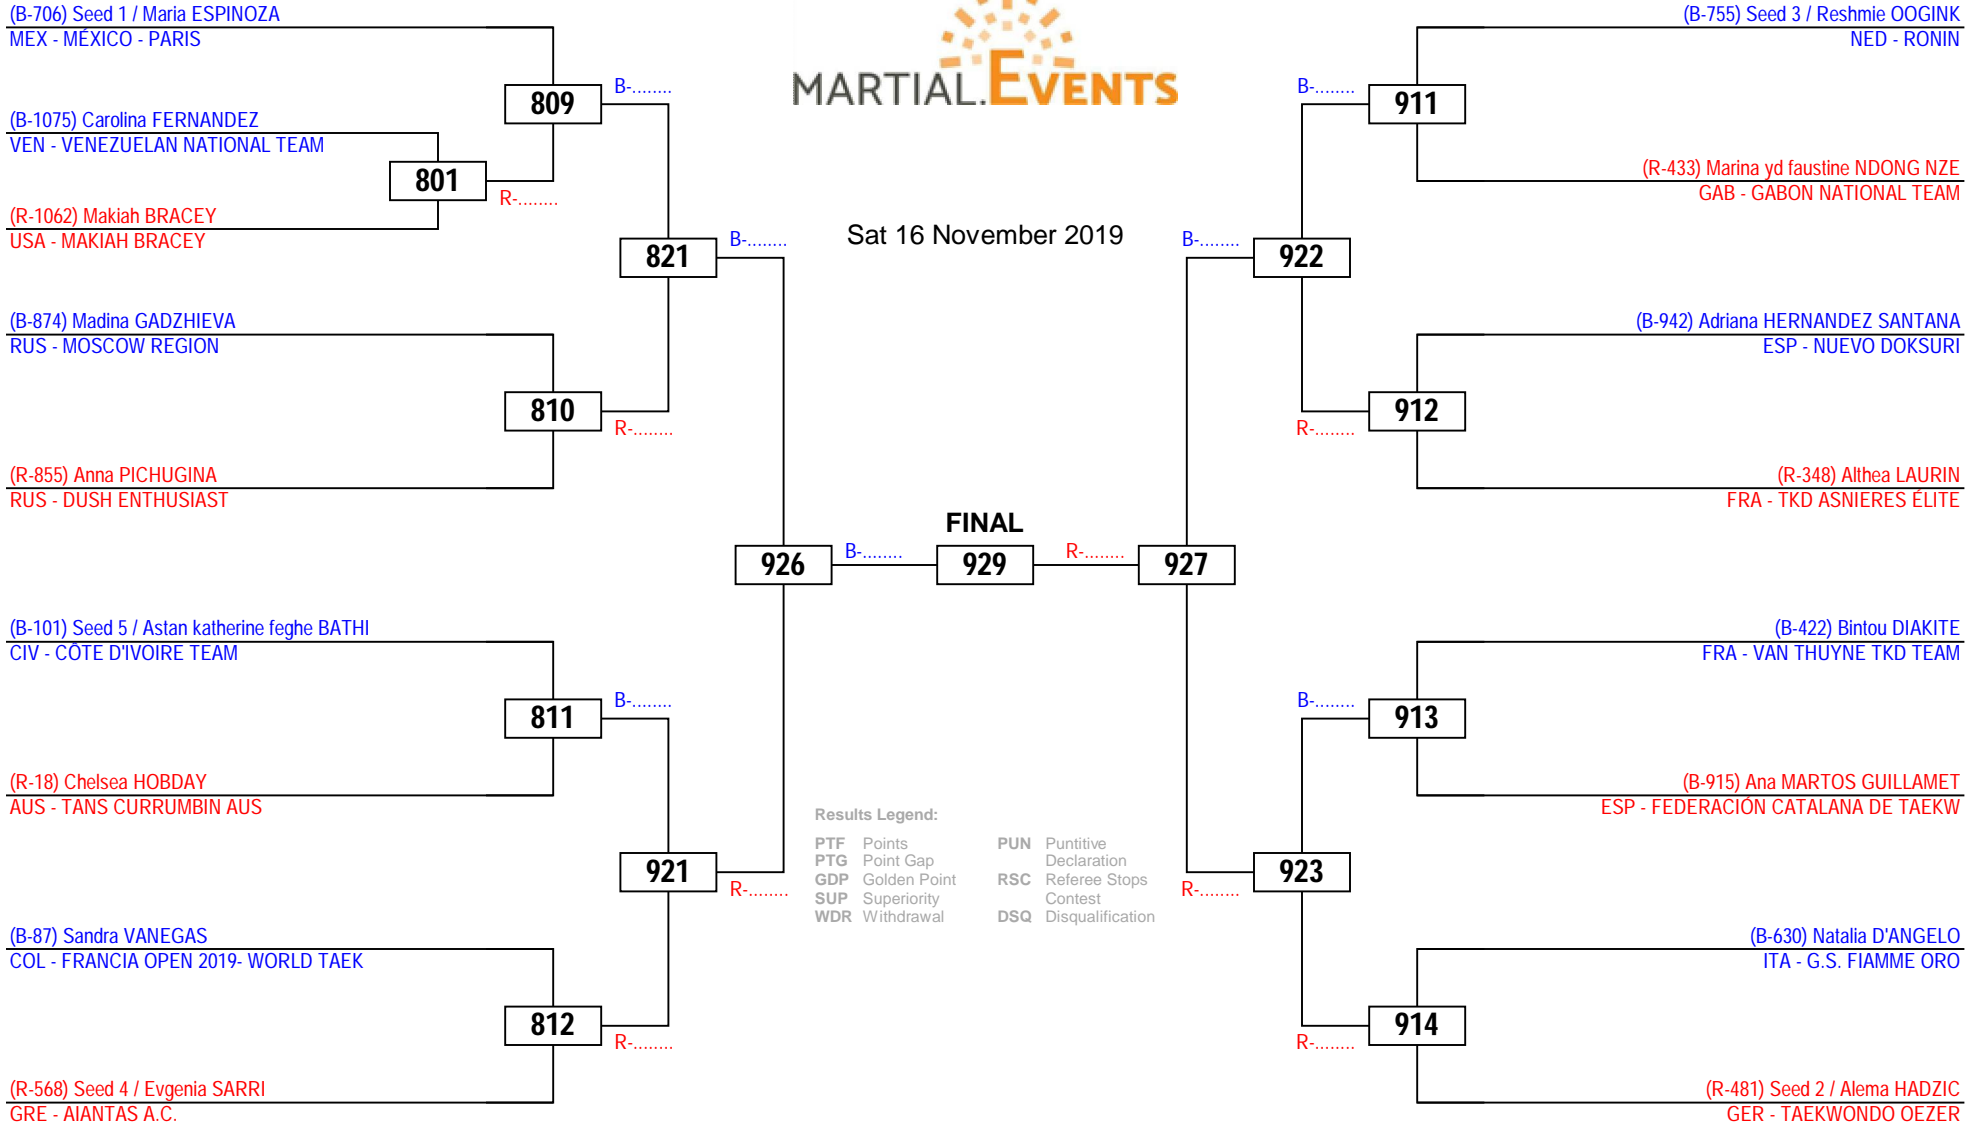 (B-706) Seed 1 / Maria ESPINOZA
MEX - MÉXICO - PARIS
(B-1075) Carolina FERNANDEZ
VEN - VENEZUELAN NATIONAL TEAM
(R-1062) Makiah BRACEY
USA - MAKIAH BRACEY
(B-874) Madina GADZHIEVA
RUS - MOSCOW REGION
(R-855) Anna PICHUGINA
RUS - DUSH ENTHUSIAST
(B-101) Seed 5 / Astan katherine feghe BATHI
CIV - CÔTE D'IVOIRE TEAM
(R-18) Chelsea HOBDAY
AUS - TANS CURRUMBIN AUS
(B-87) Sandra VANEGAS
COL - FRANCIA OPEN 2019- WORLD TAEK
(R-568) Seed 4 / Evgenia SARRI
GRE - AIANTAS A.C.
801
R-........
809
B-........
810
R-........
811
B-........
812
R-........
821
B-........
921
R-........
926
B-........
MARTIAL.EVENTS
Sat 16 November 2019
FINAL
929
Results Legend:
PTF Points
PTG Point Gap
GDP Golden Point
SUP Superiority
WDR Withdrawal
PUN Puntitive
Declaration
RSC Referee Stops
Contest
DSQ Disqualification
R-........
927
B-........
922
R-........
923
B-........
911
R-........
912
B-........
913
R-........
914
(B-755) Seed 3 / Reshmie OOGINK
NED - RONIN
(R-433) Marina yd faustine NDONG NZE
GAB - GABON NATIONAL TEAM
(B-942) Adriana HERNANDEZ SANTANA
ESP - NUEVO DOKSURI
(R-348) Althea LAURIN
FRA - TKD ASNIERES ÉLITE
(B-422) Bintou DIAKITE
FRA - VAN THUYNE TKD TEAM
(B-915) Ana MARTOS GUILLAMET
ESP - FEDERACIÓN CATALANA DE TAEKW
(B-630) Natalia D'ANGELO
ITA - G.S. FIAMME ORO
(R-481) Seed 2 / Alema HADZIC
GER - TAEKWONDO OEZER